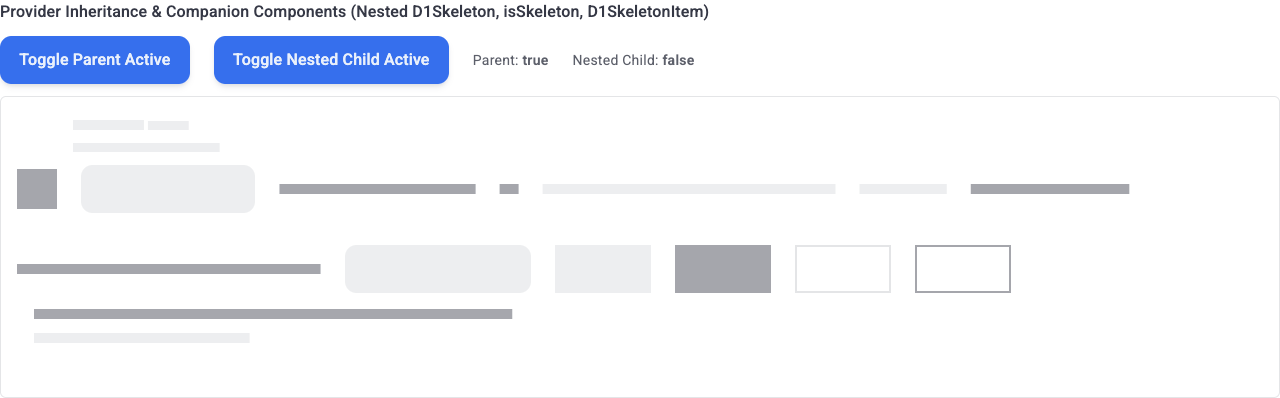 Provider Inheritance & Companion Components (Nested D1Skeleton, isSkeleton, D1SkeletonItem)
Toggle Parent Active Toggle Nested Child Active Parent: true Nested Child: false